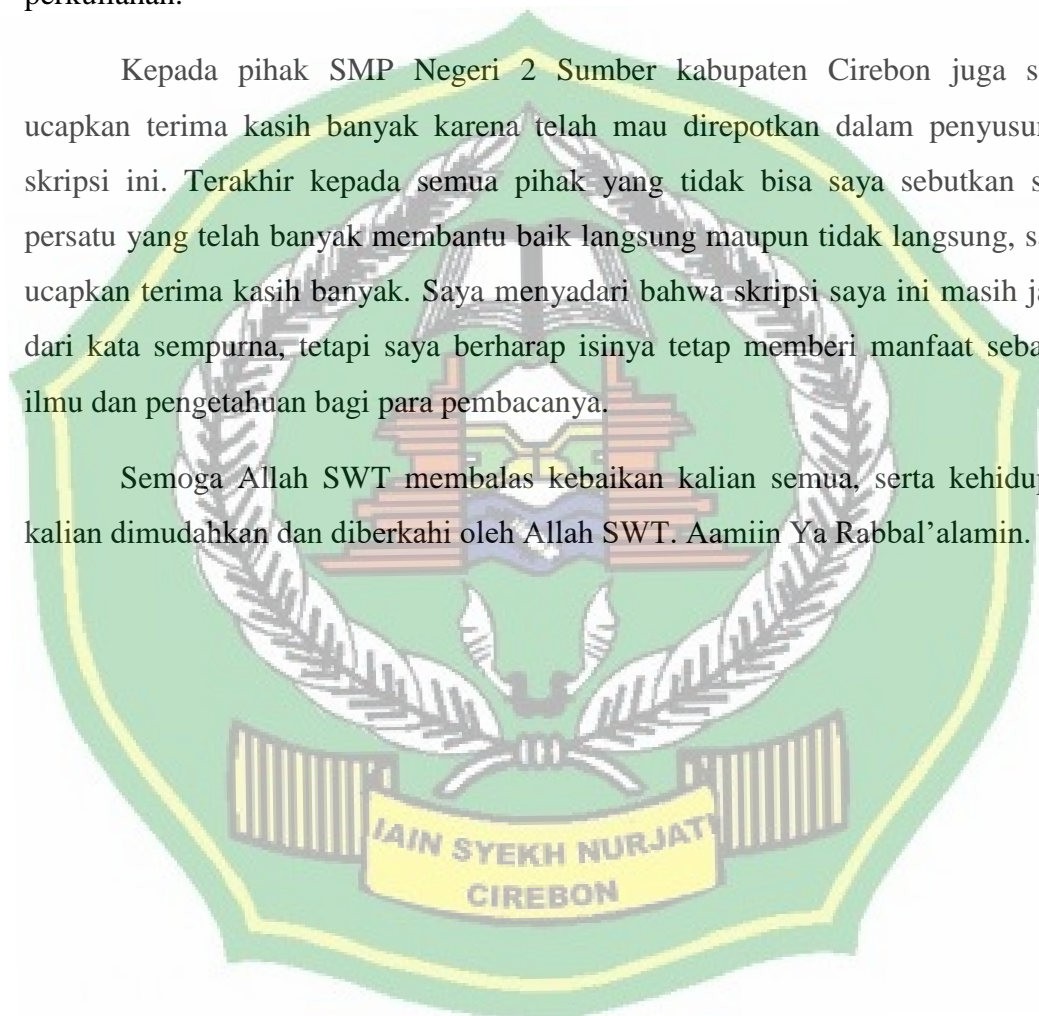 Kepada pihak SMP Negeri 2 Sumber kabupaten Cirebon juga s
ucapkan terima kasih banyak karena telah mau direpotkan dalam penyusun
skripsi ini. Terakhir kepada semua pihak yang tidak bisa saya sebutkan s
persatu yang telah banyak membantu baik langsung maupun tidak langsung, s
ucapkan terima kasih banyak. Saya menyadari bahwa skripsi saya ini masih ja
dari kata sempurna, tetapi saya berharap isinya tetap memberi manfaat seba
ilmu dan pengetahuan bagi para pembacanya.
Semoga Allah SWT membalas kebaikan kalian semua, serta kehidup
kalian dimudahkan dan diberkahi oleh Allah SWT. Aamiin Ya Rabbal’alamin.
IAIN SYEKH NURJATI
CIREBON